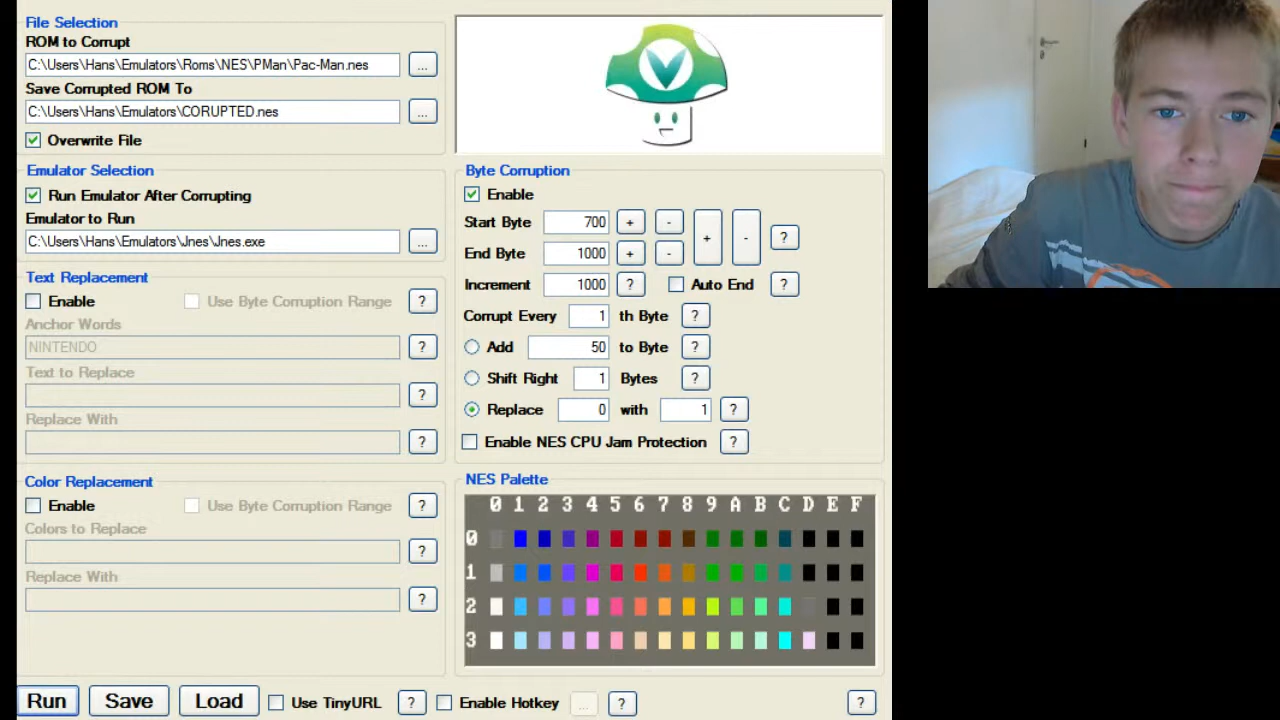 File Selection
ROM to Corrupt
C:\Users\Hans\Emulators\Roms\NES\PMan\Pac-Man.nes ...
Save Corrupted ROM To
C:\Users\Hans\Emulators\CORUPTED.nes ...
Overwrite File
Emulator Selection
Run Emulator After Corrupting
Emulator to Run
C:\Users\Hans\Emulators\Jnes\Jnes.exe ...
Text Replacement
Enable Use Byte Corruption Range ?
Anchor Words
NINTENDO ?
Text to Replace
?
Replace With
?
Color Replacement
Enable Use Byte Corruption Range ?
Colors to Replace
?
Replace With
?
Byte Corruption
Enable
Start Byte 700 + - + - ?
End Byte 1000 + -
Increment 1000 ? Auto End ?
Corrupt Every 1 th Byte ?
Add 50 to Byte ?
Shift Right 1 Bytes ?
Replace 0 with 1 ?
Enable NES CPU Jam Protection ?
NES Palette
0 1 2 3 4 5 6 7 8 9 A B C D E F
0
1
2
3
Run Save Load Use TinyURL ? Enable Hotkey ... ? ?